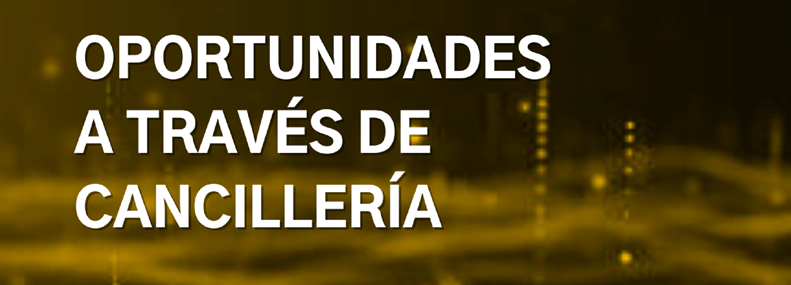 OPORTUNIDADES
A TRAVÉS DE
CANCILLERÍA